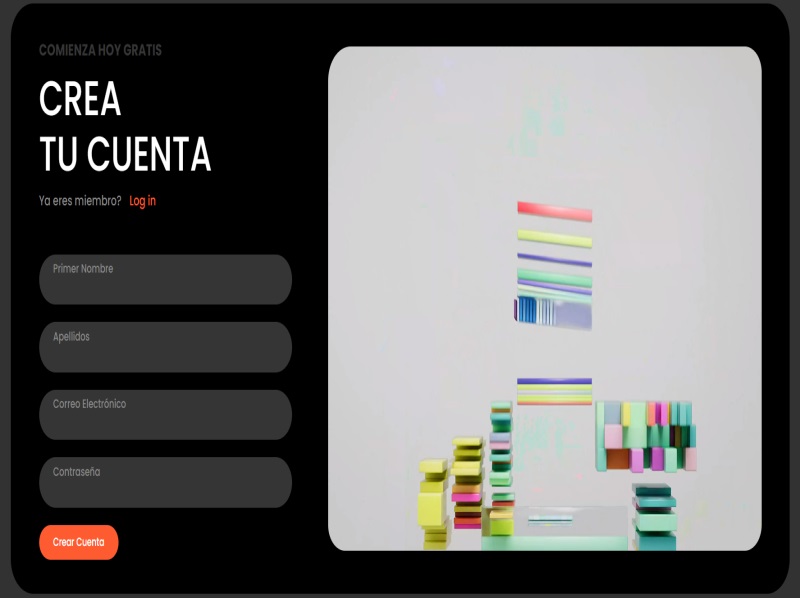 COMIENZA HOY GRATIS
CREA
TU CUENTA
Ya eres miembro? Log in
Primer Nombre
Apellidos
Correo Electrónico
Contraseña
Crear Cuenta